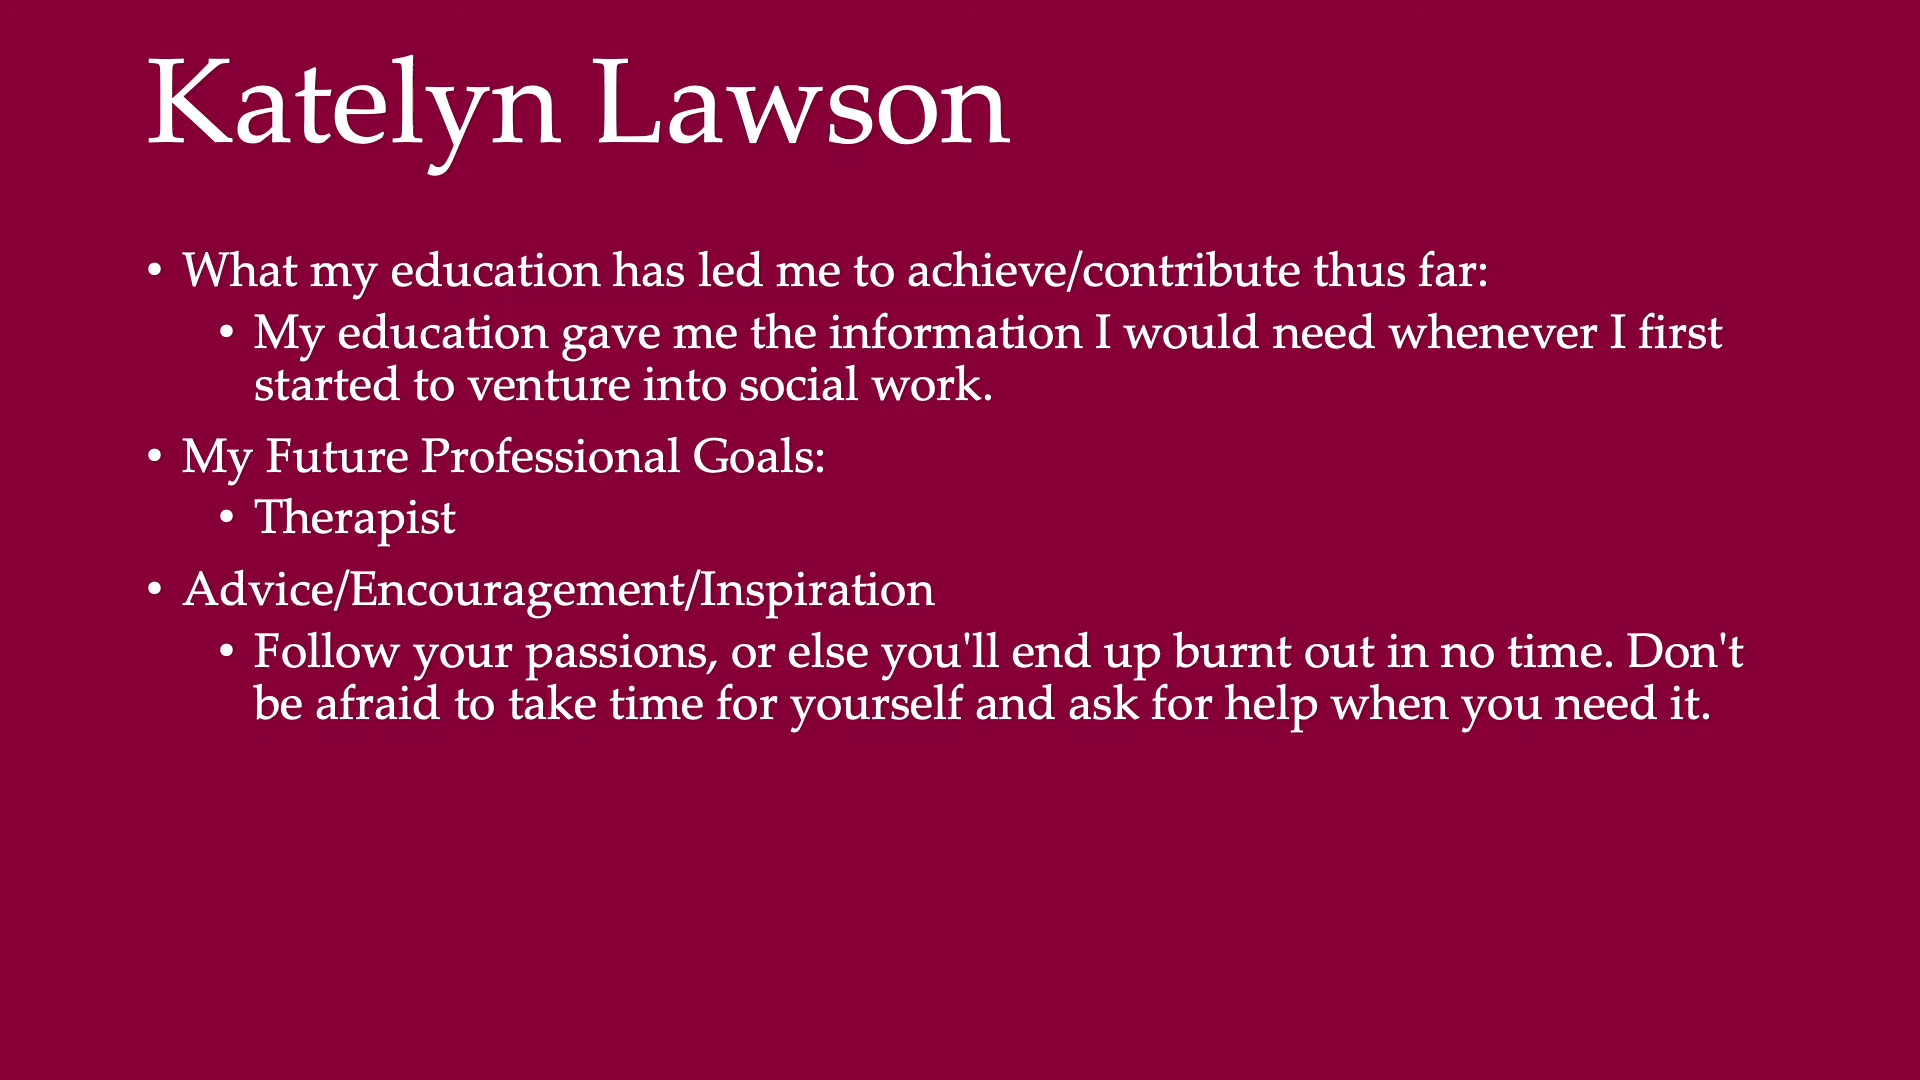 Katelyn Lawson
• What my education has led me to achieve/contribute thus far:
• My education gave me the information I would need whenever I first
started to venture into social work.
• My Future Professional Goals:
• Therapist
• Advice/Encouragement/Inspiration
• Follow your passions, or else you'll end up burnt out in no time. Don't
be afraid to take time for yourself and ask for help when you need it.